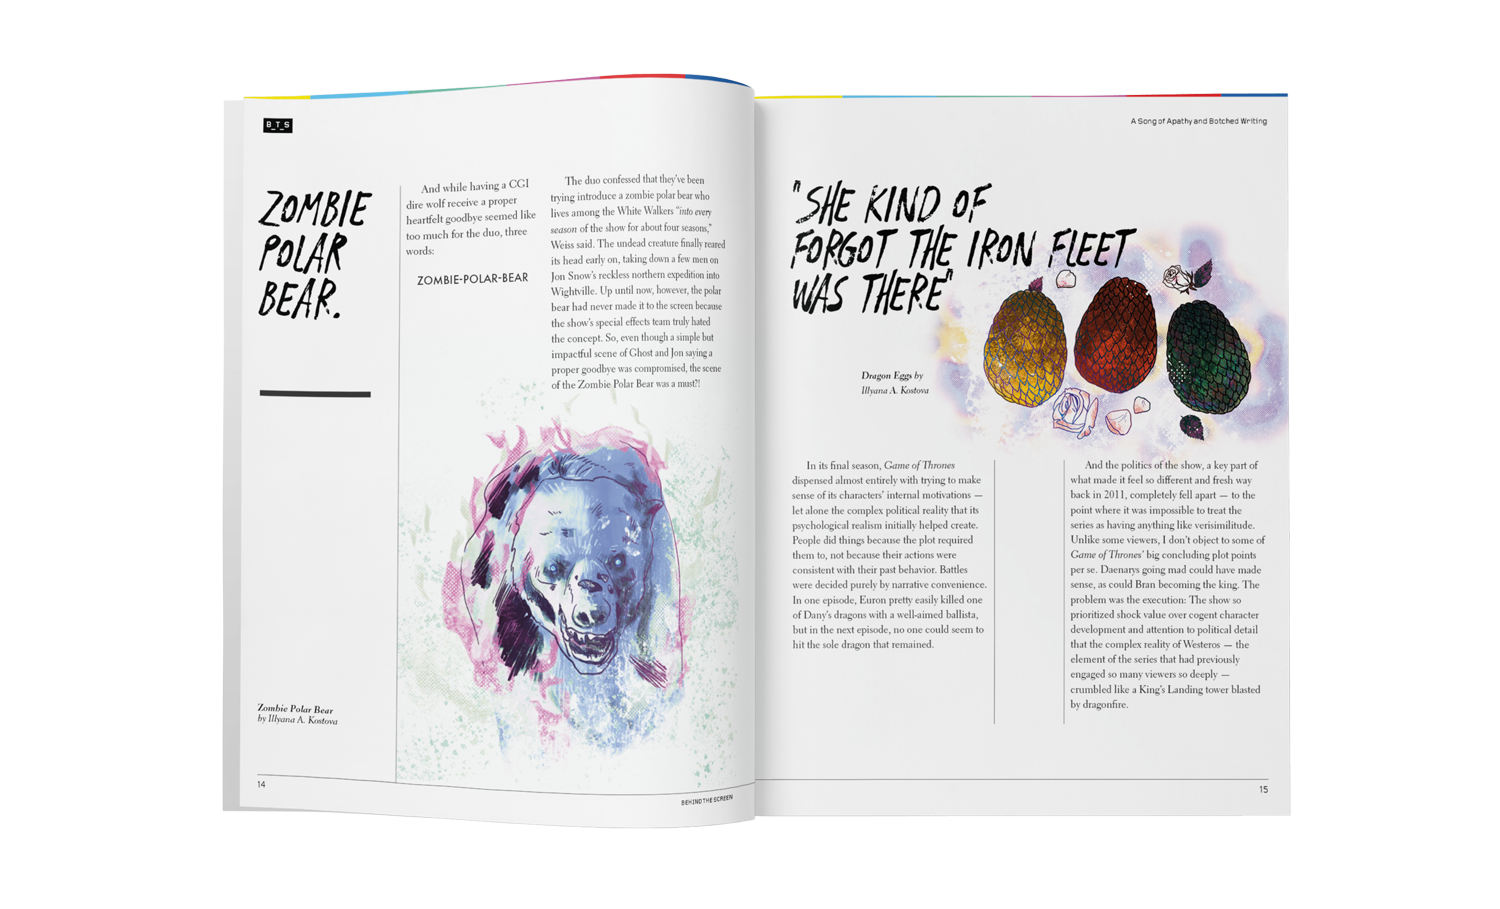 BTS
ZOMBIE
POLAR
BEAR.
And while having a CGI
dire wolf receive a proper
heartfelt goodbye seemed like
too much for the duo, three
words:
ZOMBIE-POLAR-BEAR
The duo confessed that they've been
trying introduce a zombie polar bear who
lives among the White Walkers "into every
season of the show for about four seasons,"
Weiss said. The undead creature finally reared
its head early on, taking down a few men on
Jon Snow's reckless northern expedition into
Wightville. Up until now, however, the polar
bear had never made it to the screen because
the show's special effects team truly hated
the concept. So, even though a simple but
impactful scene of Ghost and Jon saying a
proper goodbye was compromised, the scene
of the Zombie Polar Bear was a must?!
Zombie Polar Bear
by Illyana A. Kostova
14
BEHIND THE SCREEN
A Song of Apathy and Botched Writing
"SHE KIND OF
FORGOT THE IRON FLEET
WAS THERE"
Dragon Eggs by
Illyana A. Kostova
In its final season, Game of Thrones
dispensed almost entirely with trying to make
sense of its characters' internal motivations —
let alone the complex political reality that its
psychological realism initially helped create.
People did things because the plot required
them to, not because their actions were
consistent with their past behavior. Battles
were decided purely by narrative convenience.
In one episode, Euron pretty easily killed one
of Dany's dragons with a well-aimed ballista,
but in the next episode, no one could seem to
hit the sole dragon that remained.
And the politics of the show, a key part of
what made it feel so different and fresh way
back in 2011, completely fell apart — to the
point where it was impossible to treat the
series as having anything like verisimilitude.
Unlike some viewers, I don't object to some of
Game of Thrones' big concluding plot points
per se. Daenarys going mad could have made
sense, as could Bran becoming the king. The
problem was the execution: The show so
prioritized shock value over cogent character
development and attention to political detail
that the complex reality of Westeros — the
element of the series that had previously
engaged so many viewers so deeply —
crumbled like a King's Landing tower blasted
by dragonfire.
15